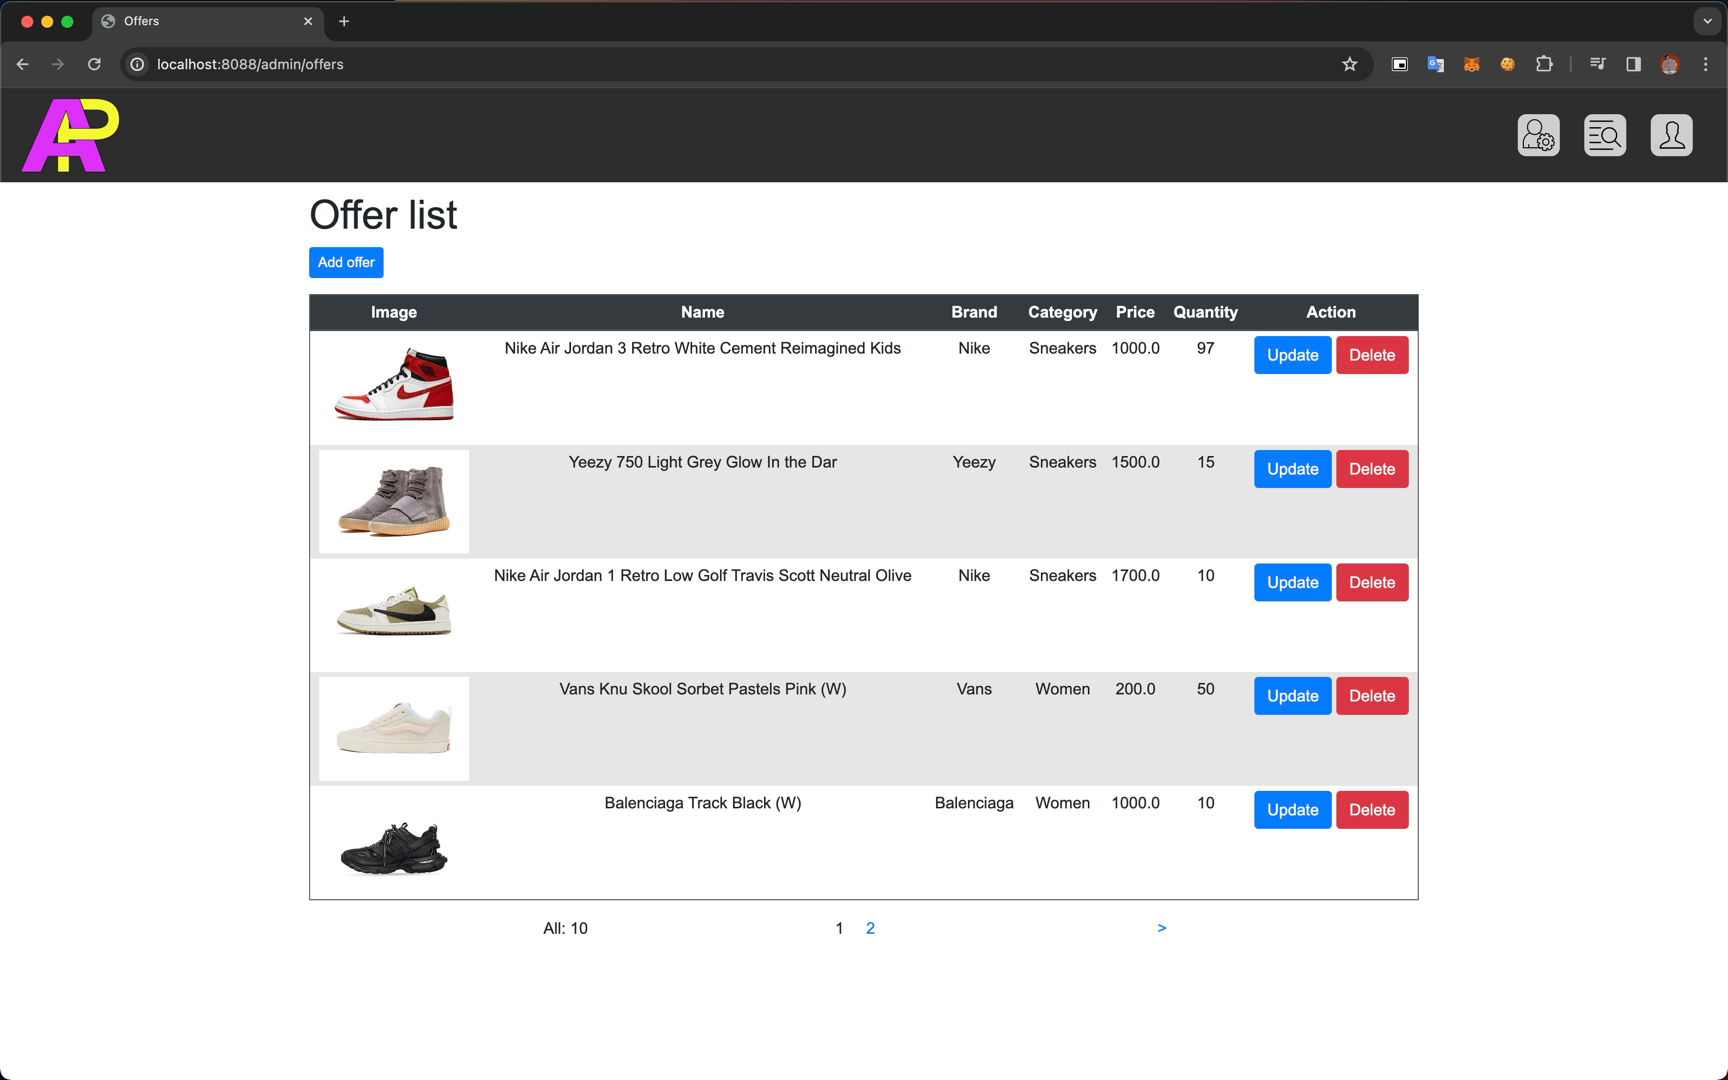 Offers
localhost:8088/admin/offers
AP
Offer list
Add offer
Image Name Brand Category Price Quantity Action
Nike Air Jordan 3 Retro White Cement Reimagined Kids Nike Sneakers 1000.0 97 Update Delete
Yeezy 750 Light Grey Glow In the Dar Yeezy Sneakers 1500.0 15 Update Delete
Nike Air Jordan 1 Retro Low Golf Travis Scott Neutral Olive Nike Sneakers 1700.0 10 Update Delete
Vans Knu Skool Sorbet Pastels Pink (W) Vans Women 200.0 50 Update Delete
Balenciaga Track Black (W) Balenciaga Women 1000.0 10 Update Delete
All: 10 1 2 >